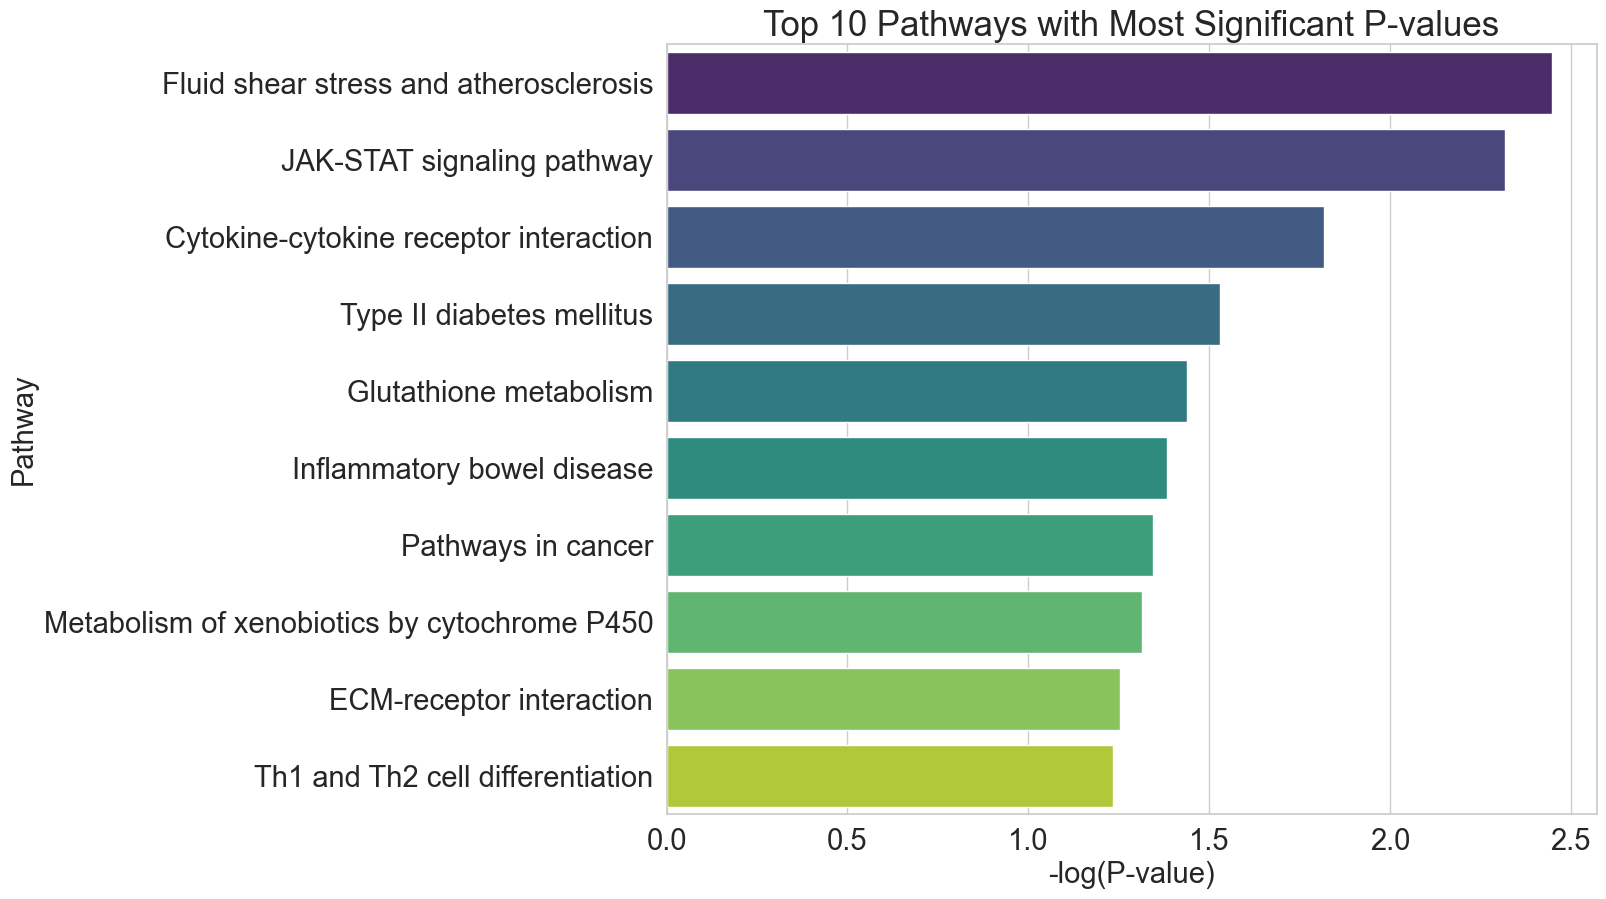 Top 10 Pathways with Most Significant P-values
Fluid shear stress and atherosclerosis
JAK-STAT signaling pathway
Cytokine-cytokine receptor interaction
Type II diabetes mellitus
Glutathione metabolism
Inflammatory bowel disease
Pathways in cancer
Metabolism of xenobiotics by cytochrome P450
ECM-receptor interaction
Th1 and Th2 cell differentiation
Pathway
0.0 0.5 1.0 1.5 2.0 2.5
-log(P-value)